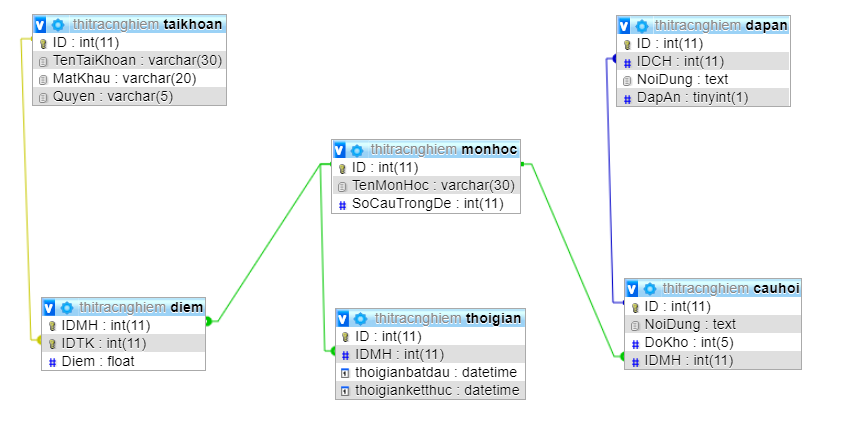 thitracnghiem taikhoan
ID : int(11)
TenTaiKhoan : varchar(30)
MatKhau : varchar(20)
Quyen : varchar(5)
thitracnghiem dapan
ID : int(11)
IDCH : int(11)
NoiDung : text
DapAn : tinyint(1)
thitracnghiem monhoc
ID : int(11)
TenMonHoc : varchar(30)
SoCauTrongDe : int(11)
thitracnghiem diem
IDMH : int(11)
IDTK : int(11)
Diem : float
thitracnghiem thoigian
ID : int(11)
IDMH : int(11)
thoigianbatdau : datetime
thoigianketthuc : datetime
thitracnghiem cauhoi
ID : int(11)
NoiDung : text
DoKho : int(5)
IDMH : int(11)